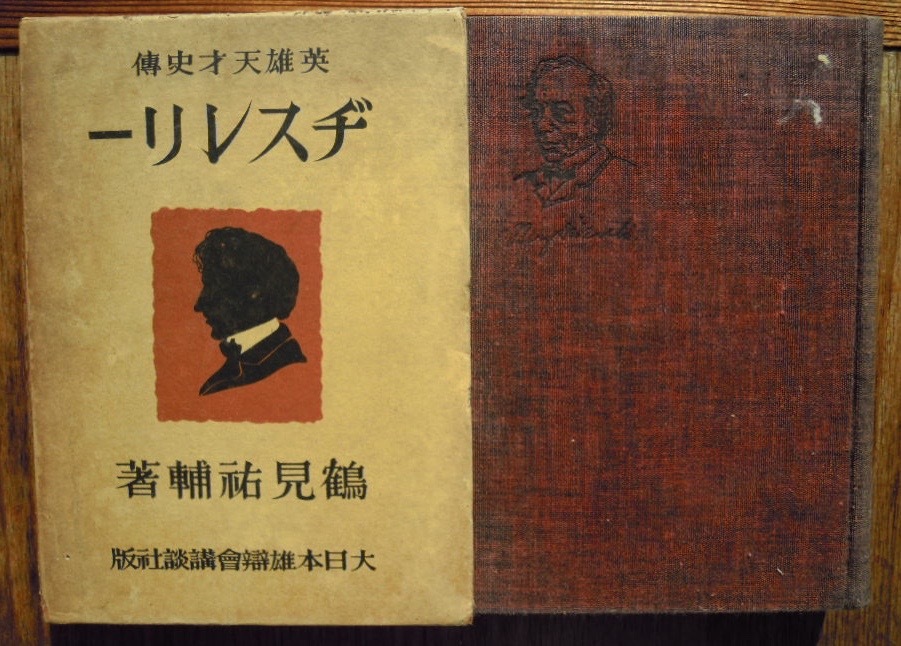 英雄天才史傳
ヂスレリー
鶴見祐輔著
大日本雄辯會講談社版